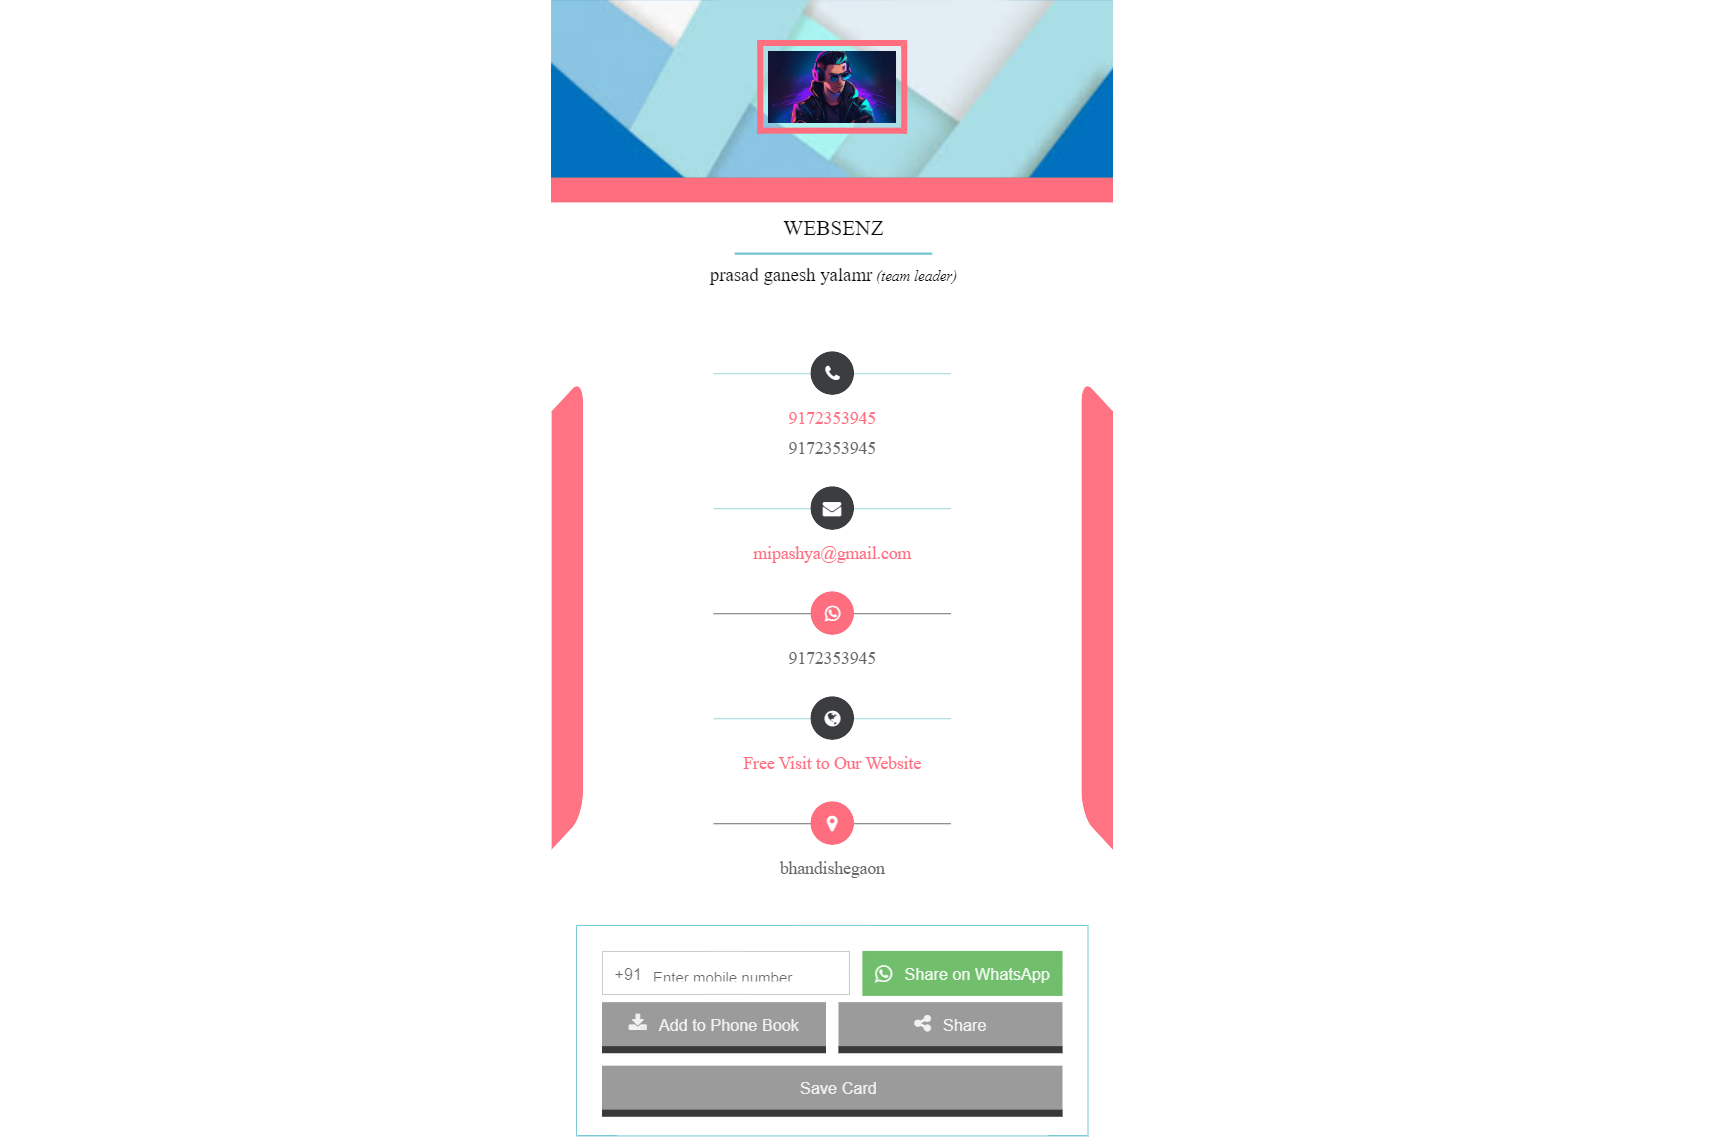 WEBSENZ
prasad ganesh yalamr (team leader)
9172353945
9172353945
mipashya@gmail.com
9172353945
Free Visit to Our Website
bhandishegaon
+91 Enter mobile number
Share on WhatsApp
Add to Phone Book
Share
Save Card